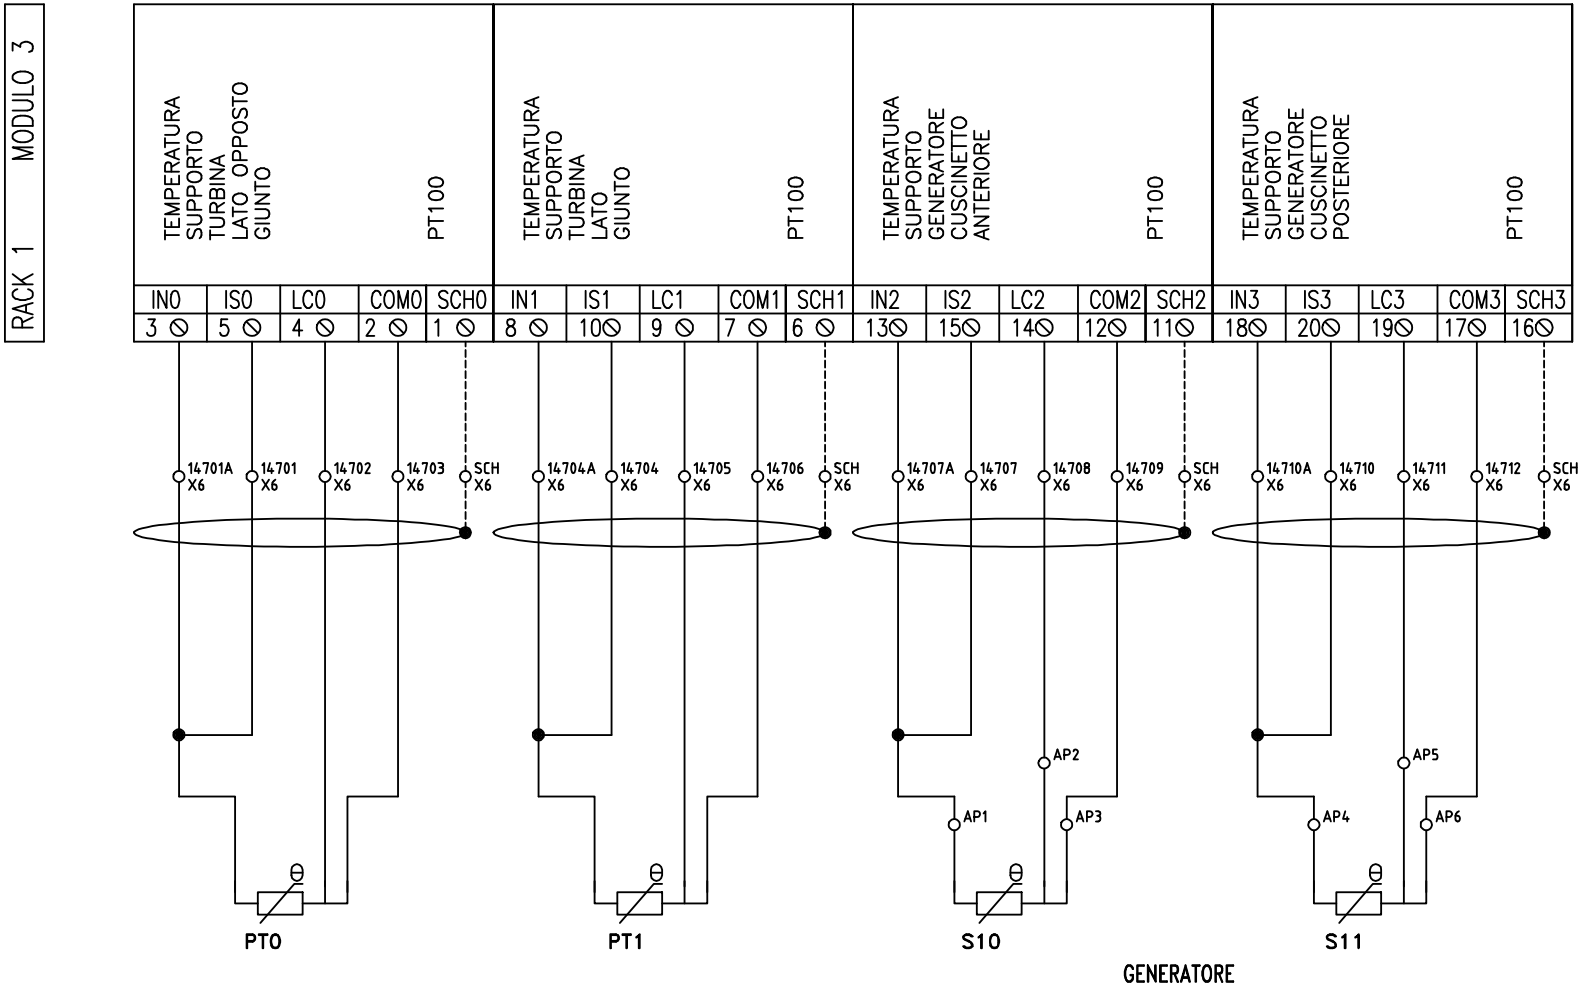 RACK 1 MODULO 3
TEMPERATURA
SUPPORTO
TURBINA
LATO OPPOSTO
GIUNTO
PT100
TEMPERATURA
SUPPORTO
TURBINA
LATO
GIUNTO
PT100
TEMPERATURA
SUPPORTO
GENERATORE
CUSCINETTO
ANTERIORE
PT100
TEMPERATURA
SUPPORTO
GENERATORE
CUSCINETTO
POSTERIORE
PT100
IN0 IS0 LC0 COM0 SCH0 IN1 IS1 LC1 COM1 SCH1 IN2 IS2 LC2 COM2 SCH2 IN3 IS3 LC3 COM3 SCH3
3 5 4 2 1 8 10 9 7 6 13 15 14 12 11 18 20 19 17 16
14701A 14701 14702 14703 SCH 14704A 14704 14705 14706 SCH 14707A 14707 14708 14709 SCH 14710A 14710 14711 14712 SCH
X6 X6 X6 X6 X6 X6 X6 X6 X6 X6 X6 X6 X6 X6 X6 X6 X6 X6 X6 X6
AP2 AP5
AP1 AP3 AP4 AP6
θ θ θ θ
PT0 PT1 S10 S11
GENERATORE